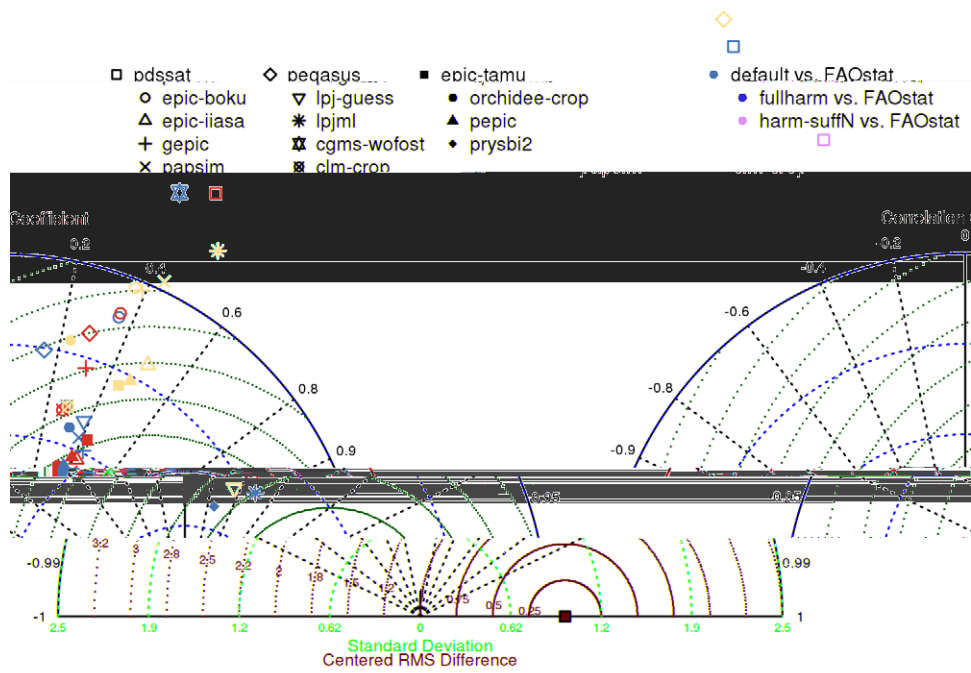 pdssat pegasus epic-tamu default vs. FAOstat
epic-boku lpj-guess orchidee-crop fullharm vs. FAOstat
epic-iiasa lpjml pepic harm-suffN vs. FAOstat
gepic cgms-wofost prysbi2
papsim clm-crop
Coefficient Correlation
0.2 -0.2 0
0.4 -0.4
0.6 -0.6
0.8 -0.8
0.9 -0.9
0.95 -0.95
-0.99 3.2 3 2.8 2.5 2.2 2 1.8 1.5 1.2 0.75 0.5 0.25 0.99
-1 1
2.5 1.9 1.2 0.62 0 0.62 1.2 1.9 2.5
Standard Deviation
Centered RMS Difference